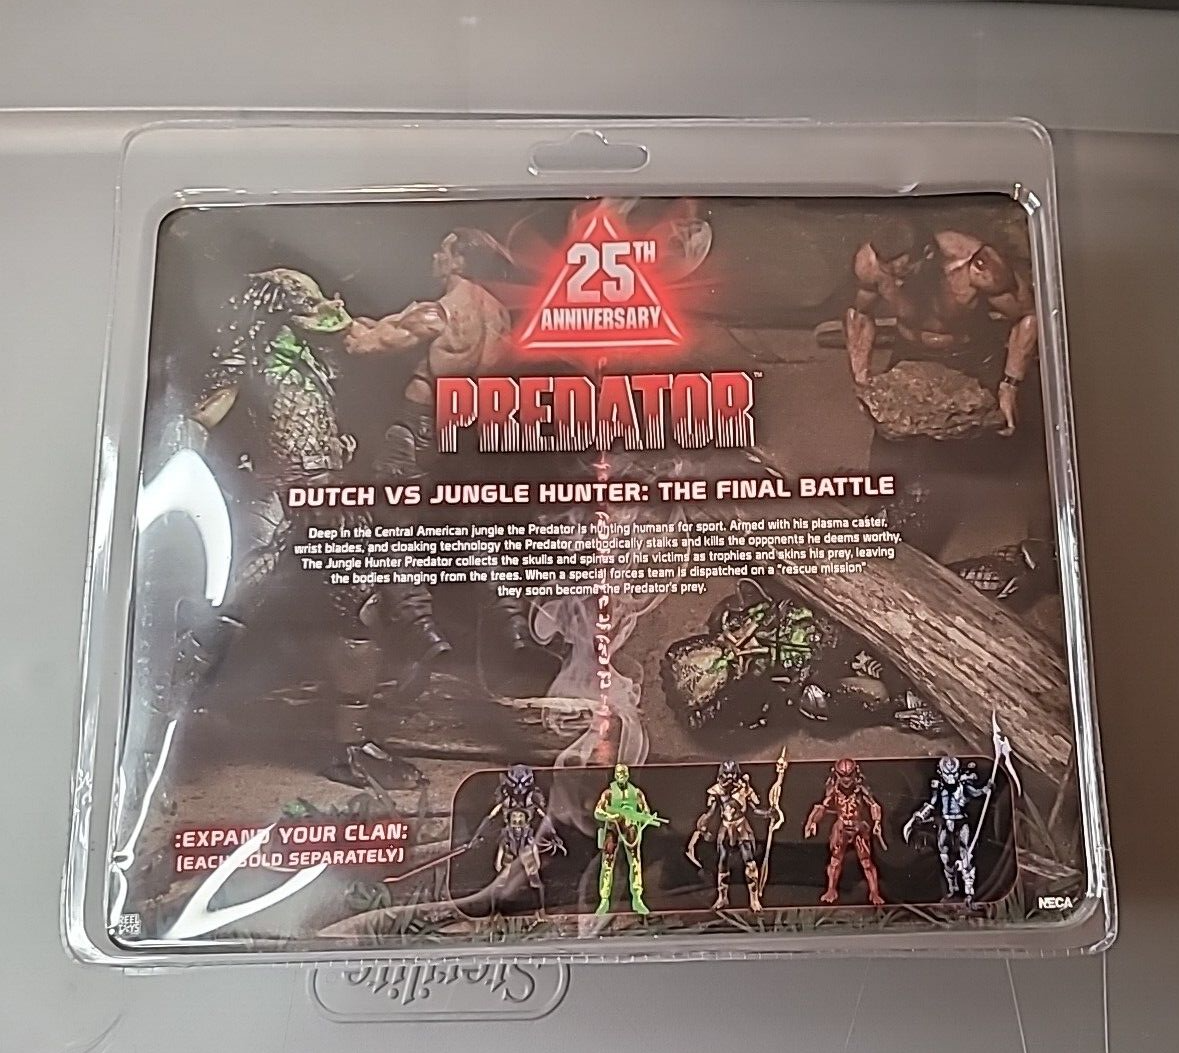 25TH
ANNIVERSARY
PREDATOR™
DUTCH VS JUNGLE HUNTER: THE FINAL BATTLE
Deep in the Central American jungle the Predator is hunting humans for sport. Armed with his plasma caster,
wrist blades, and cloaking technology the Predator methodically stalks and kills the opponents he deems worthy.
The Jungle Hunter Predator collects the skulls and spines of his victims as trophies and skins his prey, leaving
the bodies hanging from the trees. When a special forces team is dispatched on a "rescue mission"
they soon become the Predator's prey.
:EXPAND YOUR CLAN:
(EACH SOLD SEPARATELY)
REEL
TOYS
NECA
Sterilite